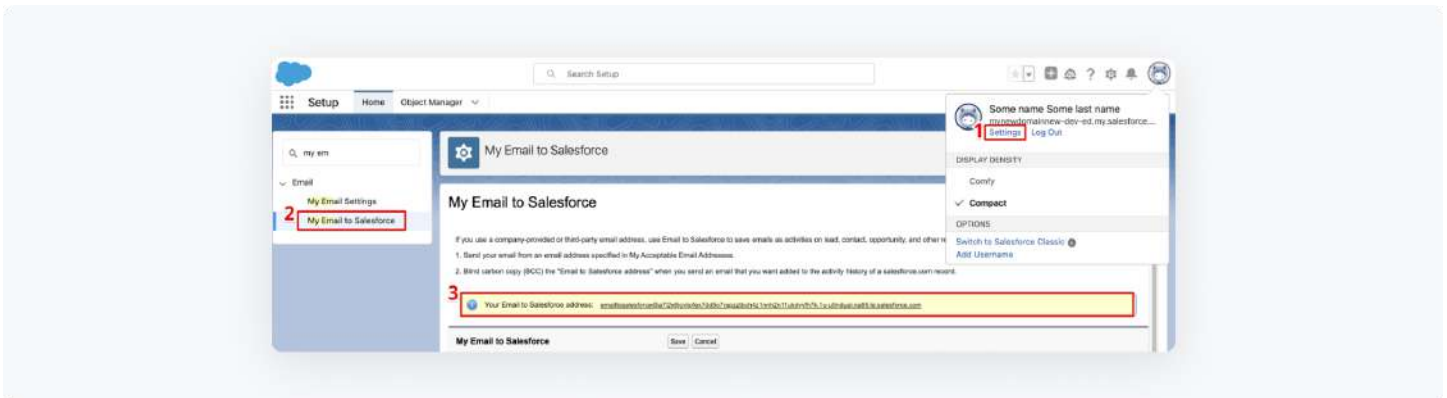 Search Setup
Setup Home Object Manager
Some name Some last name
mynewdomainnew-dev-ed.my.salesforce....
1 Settings Log Out
my em
My Email to Salesforce
DISPLAY DENSITY
Comfy
Email
My Email Settings
Compact
2 My Email to Salesforce
My Email to Salesforce
OPTIONS
If you use a company-provided or third-party email address, use Email to Salesforce to save emails as activities on lead, contact, opportunity, and other re
Switch to Salesforce Classic
1. Send your email from an email address specified in My Acceptable Email Addresses.
Add Username
2. Blind carbon copy (BCC) the "Email to Salesforce address" when you send an email that you want added to the activity history of a salesforce.com record.
3 Your Email to Salesforce address:
My Email to Salesforce Save Cancel